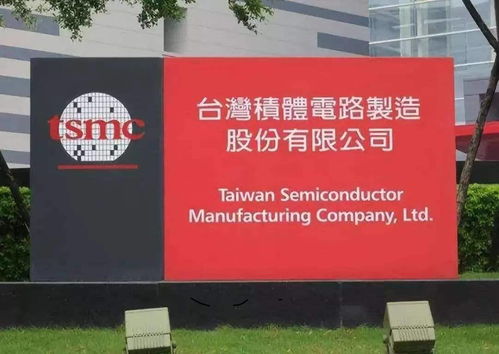 tsmc
台灣積體電路製造
股份有限公司
Taiwan Semiconductor
Manufacturing Company, Ltd.